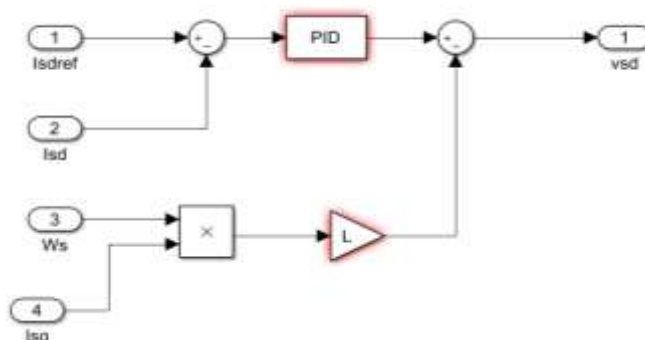 1
Isdref
+
−
PID
+
−
1
vsd
2
Isd
3
Ws
×
L
4
Isq